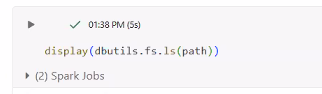 01:38 PM (5s)
display(dbutils.fs.ls(path))
(2) Spark Jobs